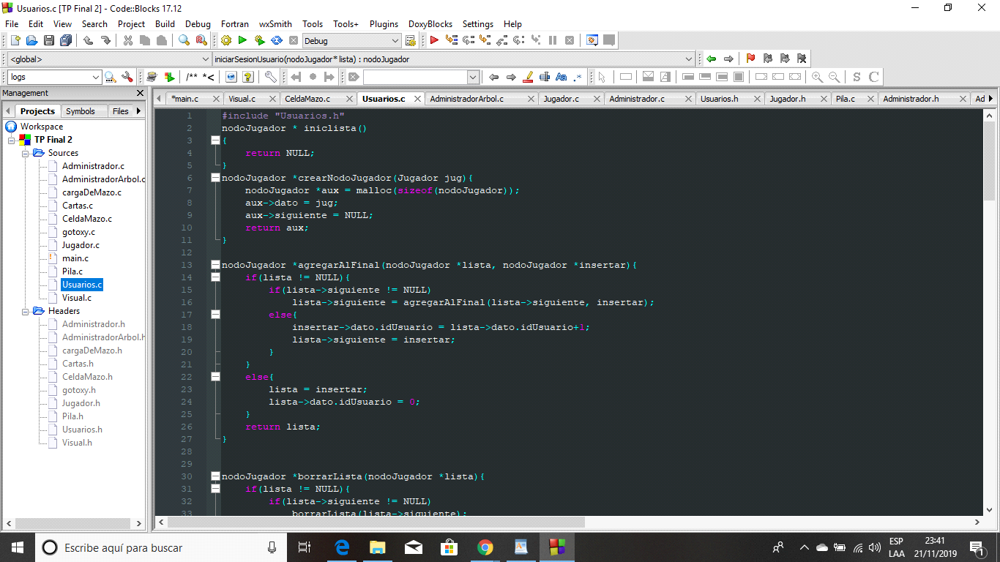 Usuarios.c [TP Final 2] - Code::Blocks 17.12
File Edit View Search Project Build Debug Fortran wxSmith Tools Tools+ Plugins DoxyBlocks Settings Help
Debug
<global> iniciarSesionUsuario(nodoJugador* lista) : nodoJugador
logs /** *< Aa .* S C
Management
*main.c Visual.c CeldaMazo.c Usuarios.c AdministradorArbol.c Jugador.c Administrador.c Usuarios.h Jugador.h Pila.c Administrador.h Ad
Projects Symbols Files
Workspace
TP Final 2
Sources
Administrador.c
AdministradorArbol.c
cargaDeMazo.c
Cartas.c
CeldaMazo.c
gotoxy.c
Jugador.c
main.c
Pila.c
Usuarios.c
Visual.c
Headers
Administrador.h
AdministradorArbol.h
cargaDeMazo.h
Cartas.h
CeldaMazo.h
gotoxy.h
Jugador.h
Pila.h
Usuarios.h
Visual.h
1 #include "Usuarios.h"
2 nodoJugador * iniclista()
3 {
4 return NULL;
5 }
6 nodoJugador *crearNodoJugador(Jugador jug){
7 nodoJugador *aux = malloc(sizeof(nodoJugador));
8 aux->dato = jug;
9 aux->siguiente = NULL;
10 return aux;
11 }
12
13 nodoJugador *agregarAlFinal(nodoJugador *lista, nodoJugador *insertar){
14 if(lista != NULL){
15 if(lista->siguiente != NULL)
16 lista->siguiente = agregarAlFinal(lista->siguiente, insertar);
17 else{
18 insertar->dato.idUsuario = lista->dato.idUsuario+1;
19 lista->siguiente = insertar;
20 }
21 }
22 else{
23 lista = insertar;
24 lista->dato.idUsuario = 0;
25 }
26 return lista;
27 }
28
29
30 nodoJugador *borrarLista(nodoJugador *lista){
31 if(lista != NULL){
32 if(lista->siguiente != NULL)
33 borrarLista(lista->siguiente);
Escribe aquí para buscar
ESP
LAA
23:41
21/11/2019
1